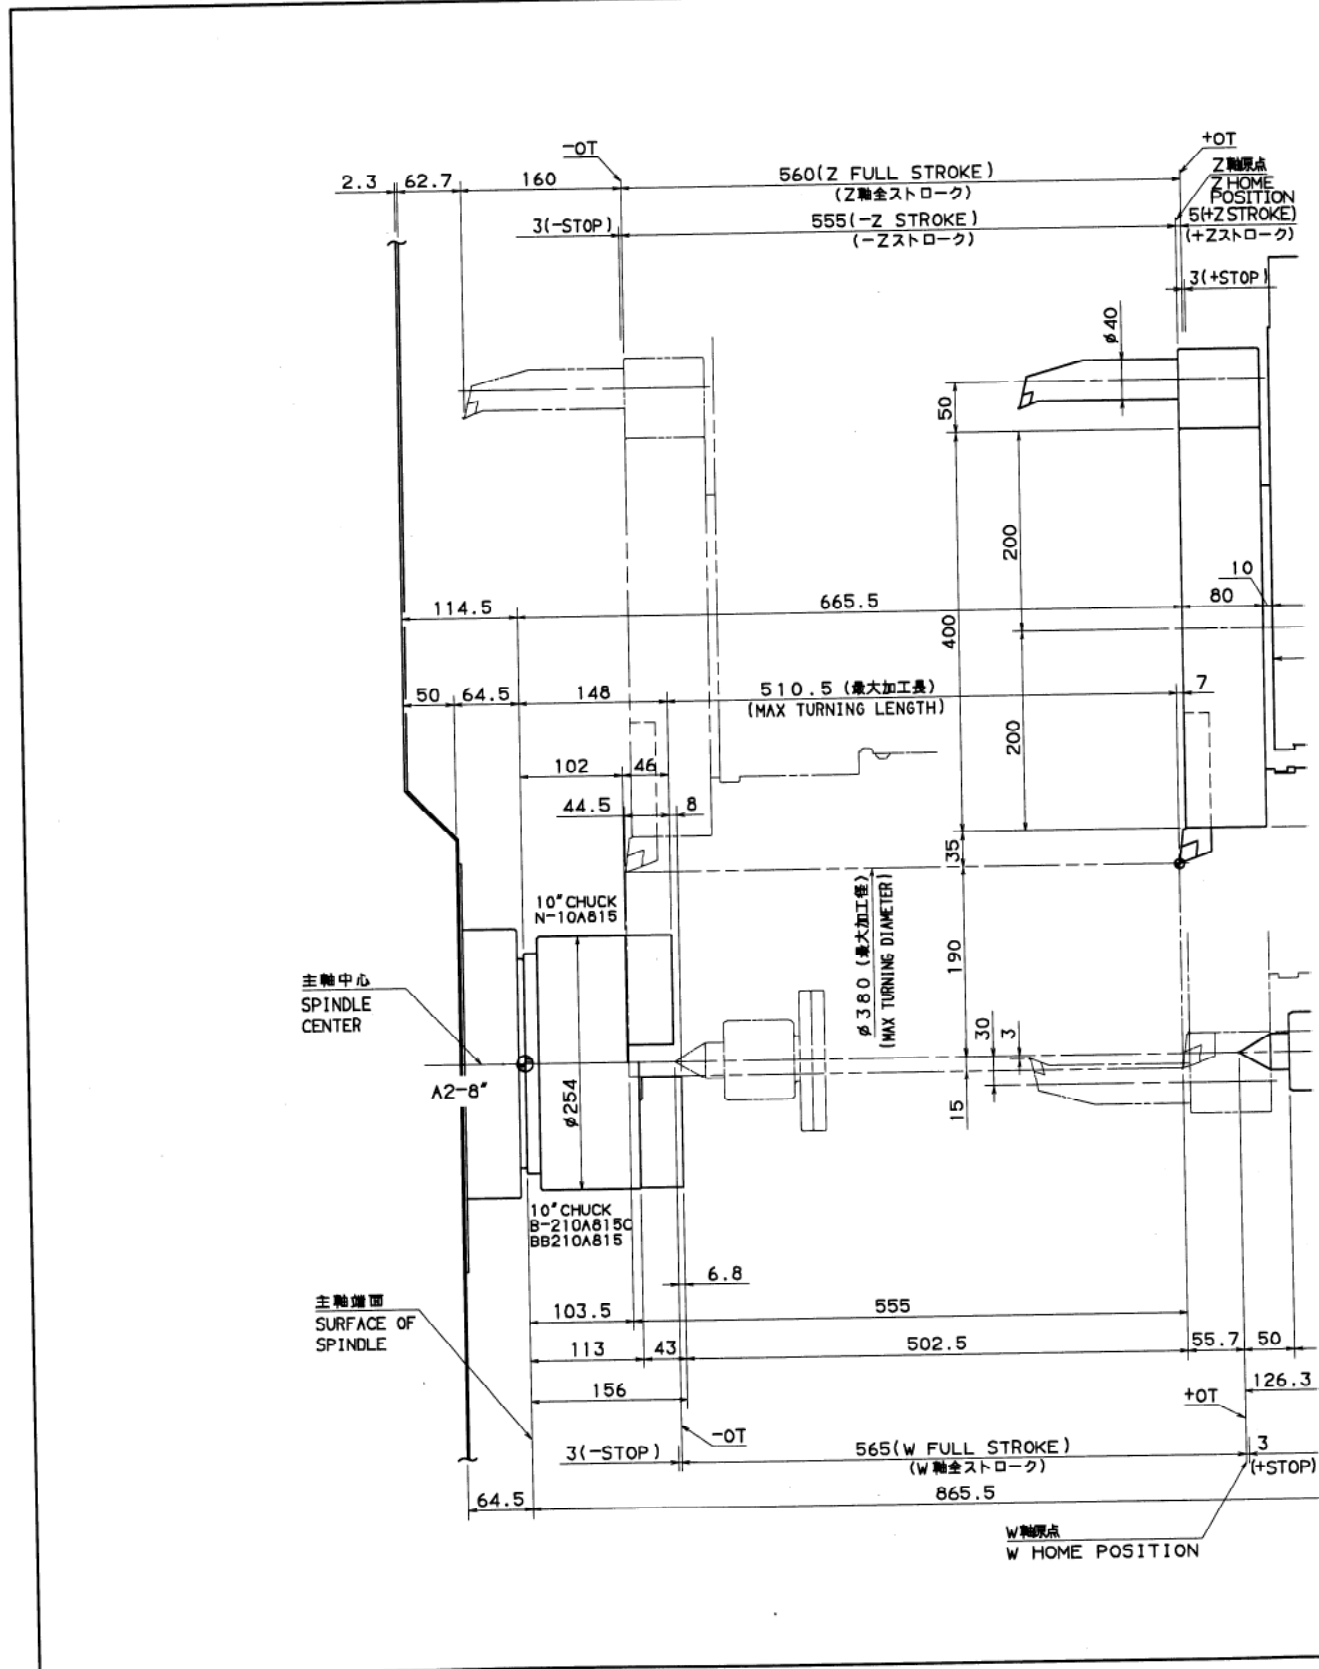 -OT
+OT
2.3
62.7
160
560(Z FULL STROKE)
(Z軸全ストローク)
Z軸原点
Z HOME
POSITION
3(-STOP)
555(-Z STROKE)
(-Zストローク)
5(+ZSTROKE)
(+Zストローク)
3(+STOP)
ø40
50
200
10
114.5
665.5
80
400
50
64.5
148
510.5 (最大加工長)
(MAX TURNING LENGTH)
7
200
102
46
44.5
8
35
10"CHUCK
N-10A815
ø380 (最大加工径)
(MAX TURNING DIAMETER)
190
主軸中心
SPINDLE
CENTER
30
3
A2-8"
ø254
15
10"CHUCK
B-210A815C
BB210A815
6.8
主軸端面
SURFACE OF
SPINDLE
103.5
555
113
43
502.5
55.7
50
156
126.3
+OT
-OT
3(-STOP)
565(W FULL STROKE)
(W軸全ストローク)
3
(+STOP)
64.5
865.5
W軸原点
W HOME POSITION